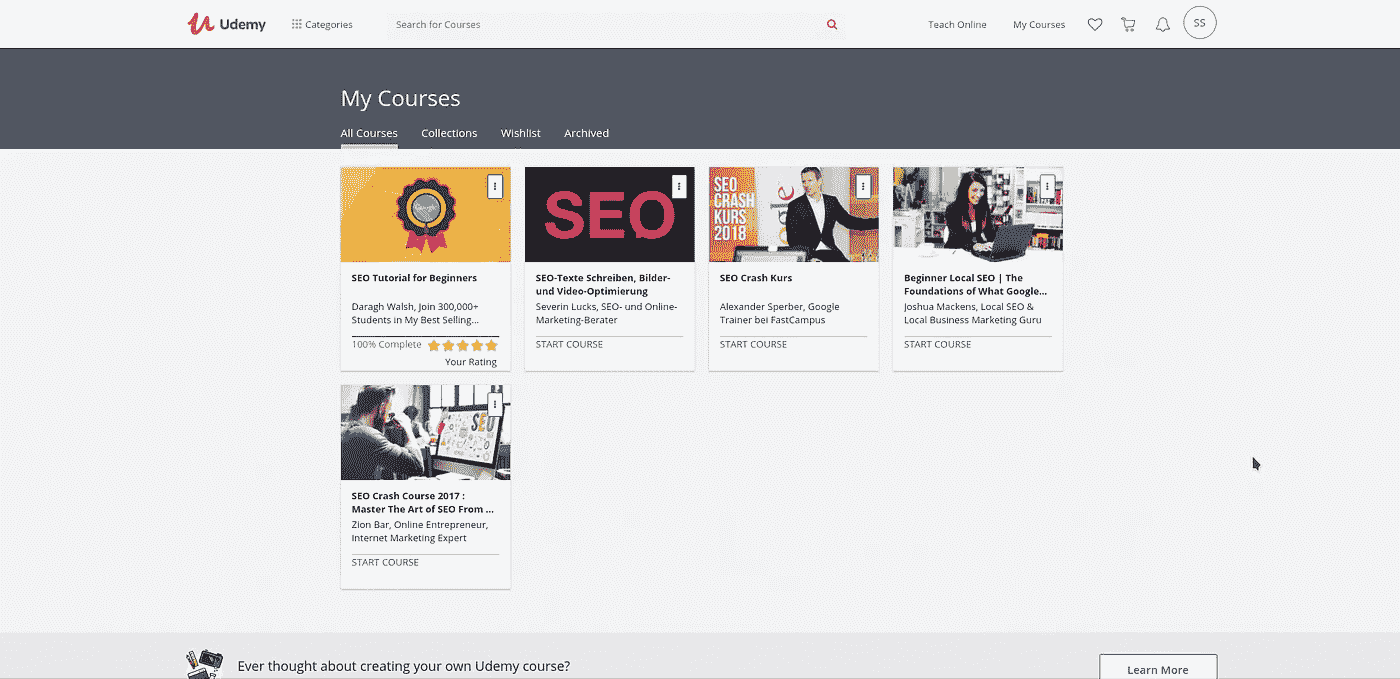 Udemy
Categories
Search for Courses
Teach Online
My Courses
SS
My Courses
All Courses
Collections
Wishlist
Archived
SEO Tutorial for Beginners
Daragh Walsh, Join 300,000+
Students in My Best Selling...
100% Complete
Your Rating
SEO
SEO-Texte Schreiben, Bilder-
und Video-Optimierung
Severin Lucks, SEO- und Online-
Marketing-Berater
START COURSE
SEO
CRASH
KURS
2018
SEO Crash Kurs
Alexander Sperber, Google
Trainer bei FastCampus
START COURSE
Beginner Local SEO | The
Foundations of What Google...
Joshua Mackens, Local SEO &
Local Business Marketing Guru
START COURSE
SEO
SEO Crash Course 2017 :
Master The Art of SEO From ...
Zion Bar, Online Entrepreneur,
Internet Marketing Expert
START COURSE
Ever thought about creating your own Udemy course?
Learn More